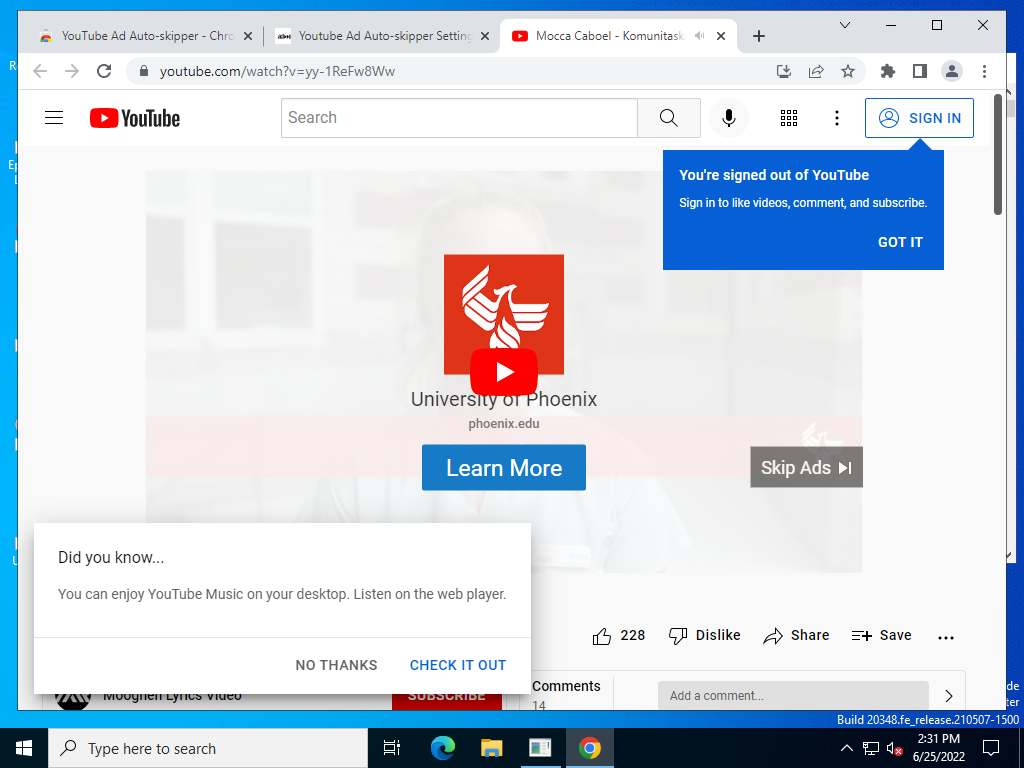 YouTube Ad Auto-skipper - Chro
Youtube Ad Auto-skipper Setting
Mocca Caboel - Komunitask
youtube.com/watch?v=yy-1ReFw8Ww
YouTube
Search
SIGN IN
You're signed out of YouTube
Sign in to like videos, comment, and subscribe.
GOT IT
University of Phoenix
phoenix.edu
Learn More
Skip Ads
Did you know...
You can enjoy YouTube Music on your desktop. Listen on the web player.
NO THANKS
CHECK IT OUT
228
Dislike
Share
Save
Moognen Lyrics Video
SUBSCRIBE
Comments
14
Add a comment...
Build 20348.fe_release.210507-1500
Type here to search
2:31 PM
6/25/2022